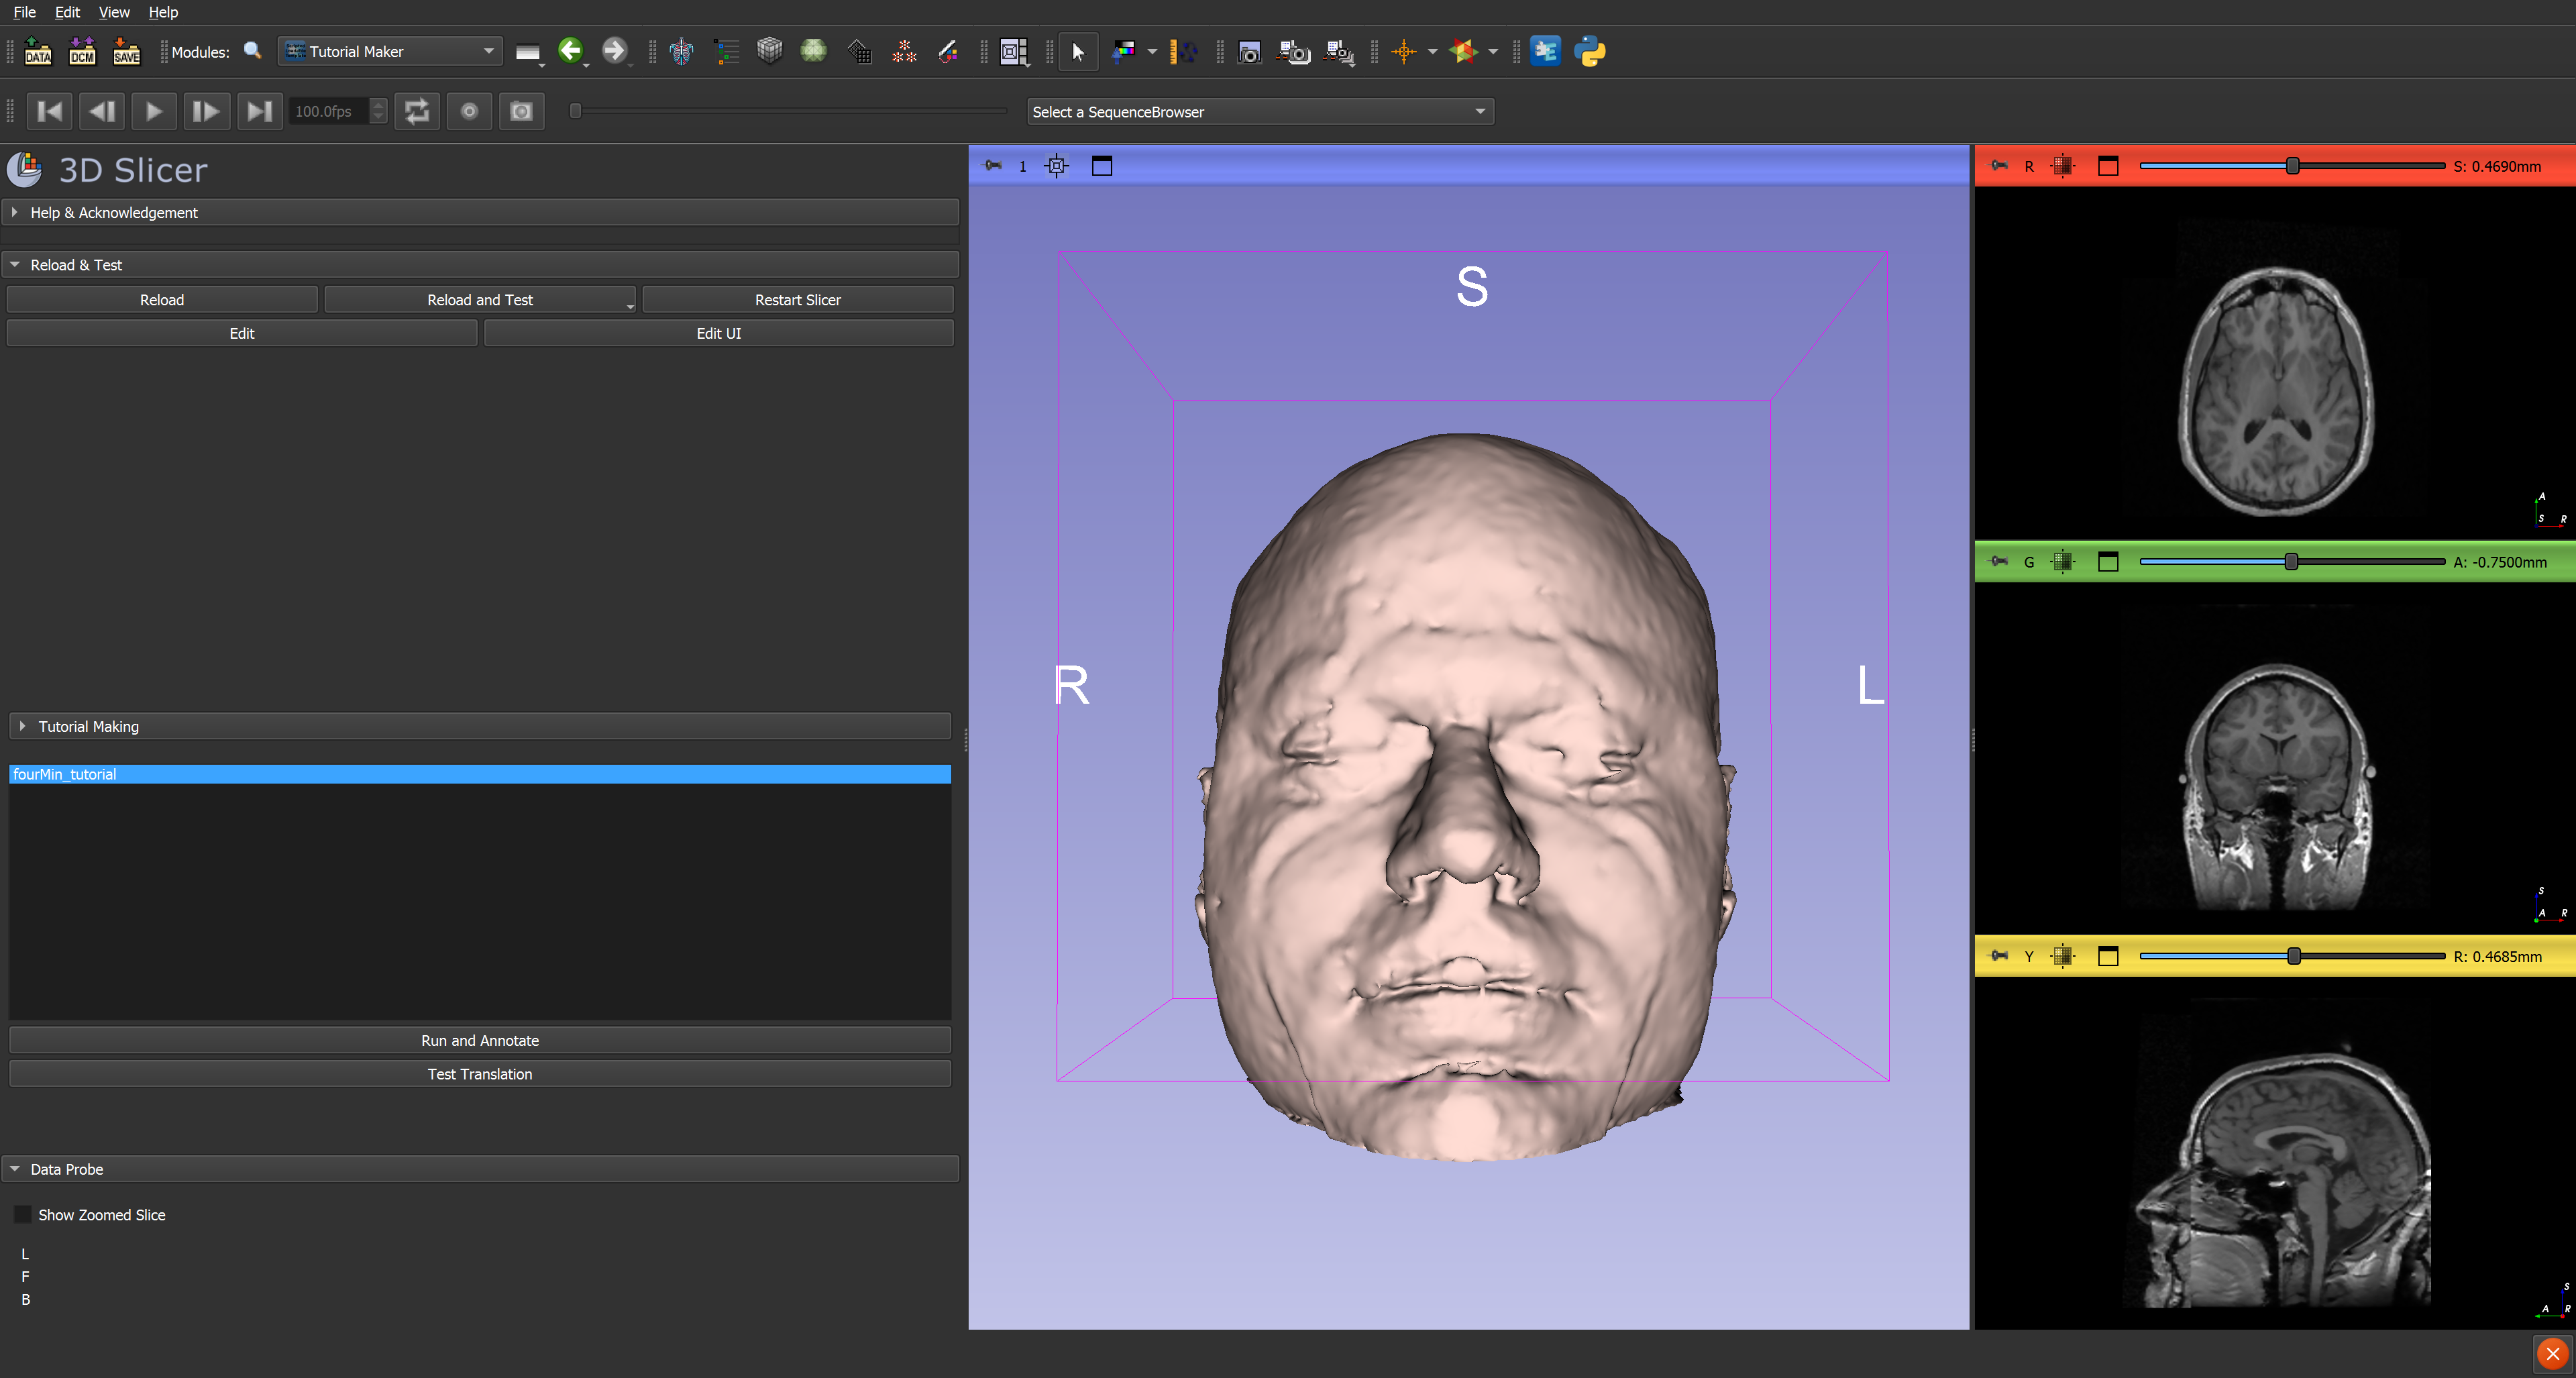 File Edit View Help
DATA DCM SAVE Modules: Tutorial Maker
100.0fps Select a SequenceBrowser
3D Slicer
Help & Acknowledgement
Reload & Test
Reload Reload and Test Restart Slicer
Edit Edit UI
Tutorial Making
fourMin_tutorial
Run and Annotate
Test Translation
Data Probe
Show Zoomed Slice
L
F
B
1
S
R L
R S: 0.4690mm
A
S R
G A: -0.7500mm
S
A R
Y R: 0.4685mm
S
A R